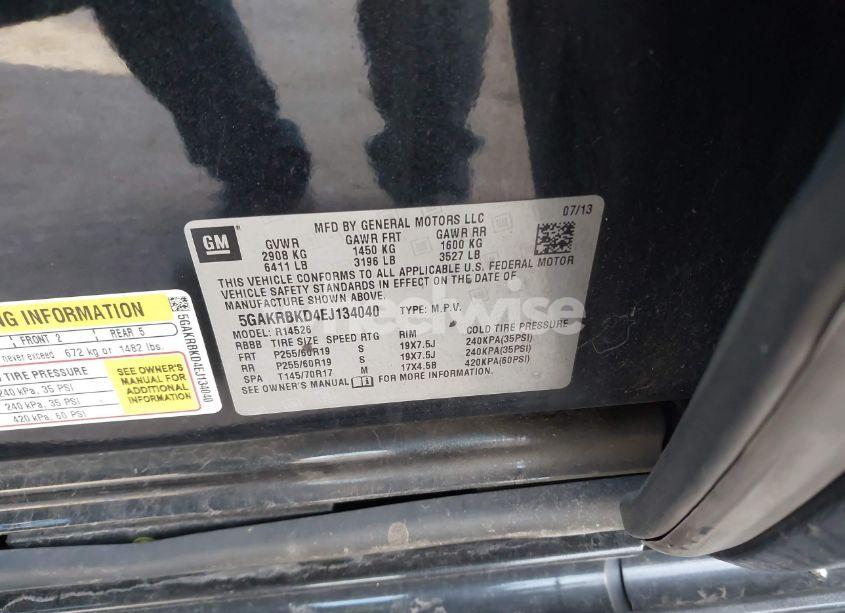 GM
MFD BY GENERAL MOTORS LLC
07/13
GVWR GAWR FRT GAWR RR
2908 KG 1450 KG 1600 KG
6411 LB 3196 LB 3527 LB
THIS VEHICLE CONFORMS TO ALL APPLICABLE U.S. FEDERAL MOTOR
VEHICLE SAFETY STANDARDS IN EFFECT ON THE DATE OF
MANUFACTURE SHOWN ABOVE.
5GAKRBKD4EJ134040 TYPE: M.P.V.
MODEL: R14526
RBBB TIRE SIZE SPEED RTG RIM COLD TIRE PRESSURE
FRT P255/60R19 S 19X7.5J 240KPA(35PSI)
RR P255/60R19 S 19X7.5J 240KPA(35PSI)
SPA T145/70R17 M 17X4.5B 420KPA(60PSI)
SEE OWNER'S MANUAL FOR MORE INFORMATION.
NG INFORMATION
FRONT 2 REAR 5
never exceed 672 kg or 1482 lbs.
TIRE PRESSURE
240 kPa, 35 PSI
240 kPa, 35 PSI
420 kPa, 60 PSI
SEE OWNER'S
MANUAL FOR
ADDITIONAL
INFORMATION
5GAKRBKD4EJ134040